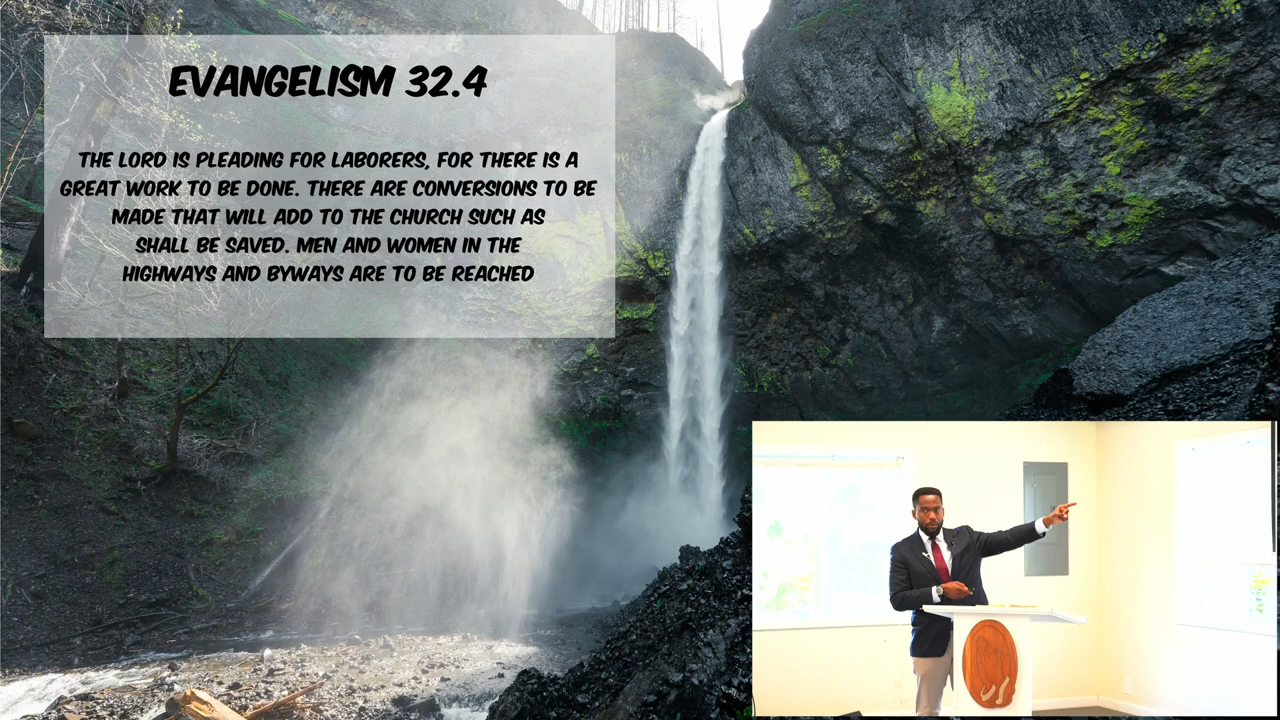 EVANGELISM 32.4
THE LORD IS PLEADING FOR LABORERS, FOR THERE IS A
GREAT WORK TO BE DONE. THERE ARE CONVERSIONS TO BE
MADE THAT WILL ADD TO THE CHURCH SUCH AS
SHALL BE SAVED. MEN AND WOMEN IN THE
HIGHWAYS AND BYWAYS ARE TO BE REACHED